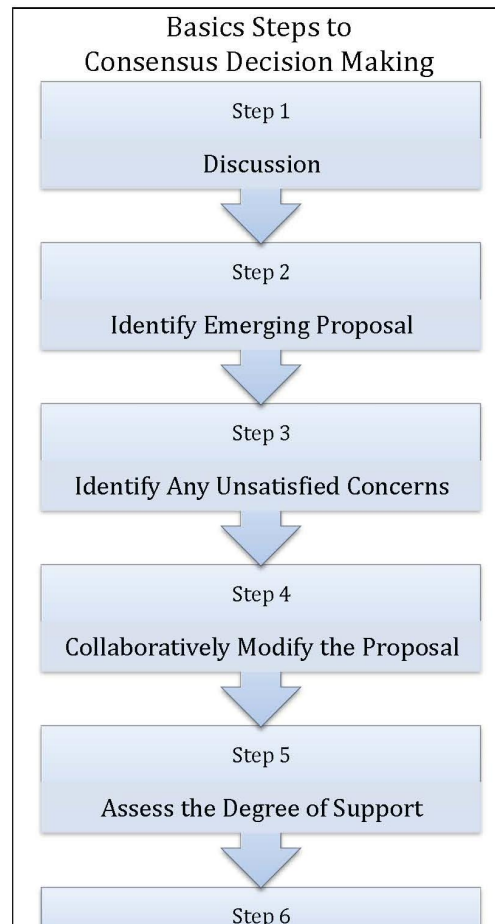 Basics Steps to
Consensus Decision Making
Step 1
Discussion
Step 2
Identify Emerging Proposal
Step 3
Identify Any Unsatisfied Concerns
Step 4
Collaboratively Modify the Proposal
Step 5
Assess the Degree of Support
Step 6